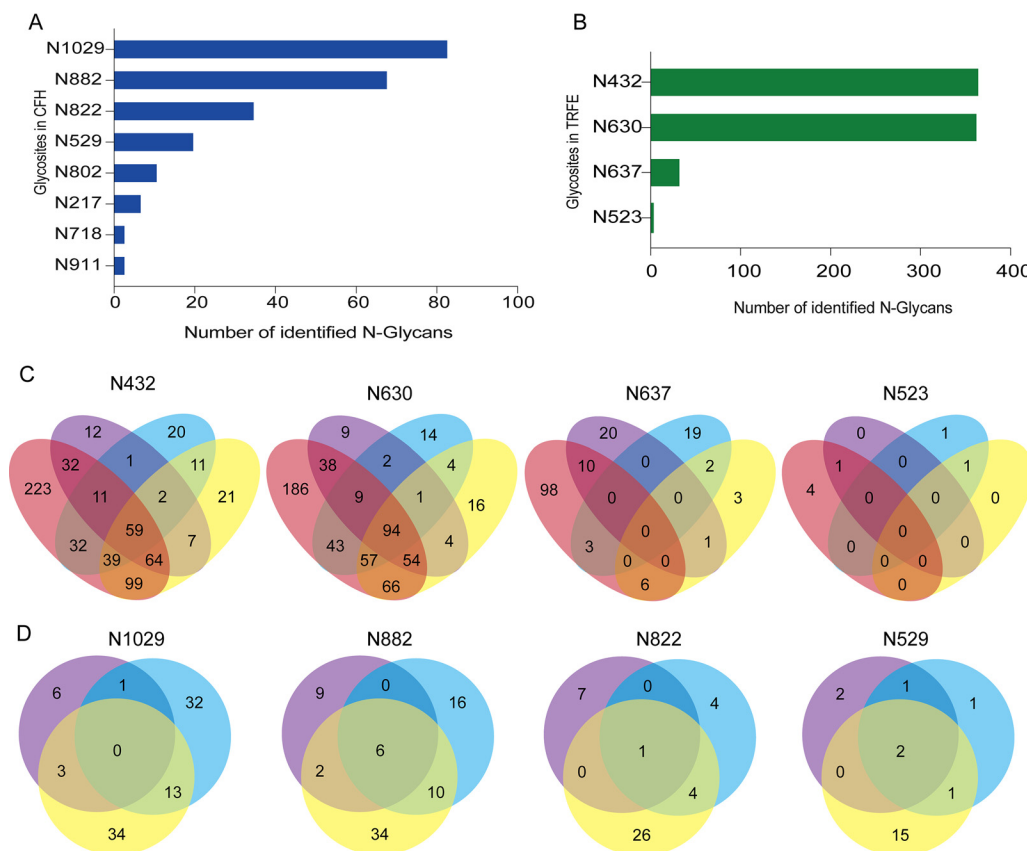 A
Glycosites in CFH
N1029
N882
N822
N529
N802
N217
N718
N911
0 20 40 60 80 100
Number of identified N-Glycans
B
Glycosites in TRFE
N432
N630
N637
N523
0 100 200 300 400
Number of identified N-Glycans
C
N432
223 32 12 1 20 11 21
11 2
59
32 39 64 7
99
N630
186 38 9 2 14 4 16
9 1
94
43 57 54 4
66
N637
98 10 20 0 19 2 3
0 0
0
3 0 0 1
6
N523
4 1 0 0 1 1 0
0 0
0
0 0 0 0
0
D
N1029
6 1 32
0
3 13
34
N882
9 0 16
6
2 10
34
N822
7 0 4
1
0 4
26
N529
2 1 1
2
0 1
15